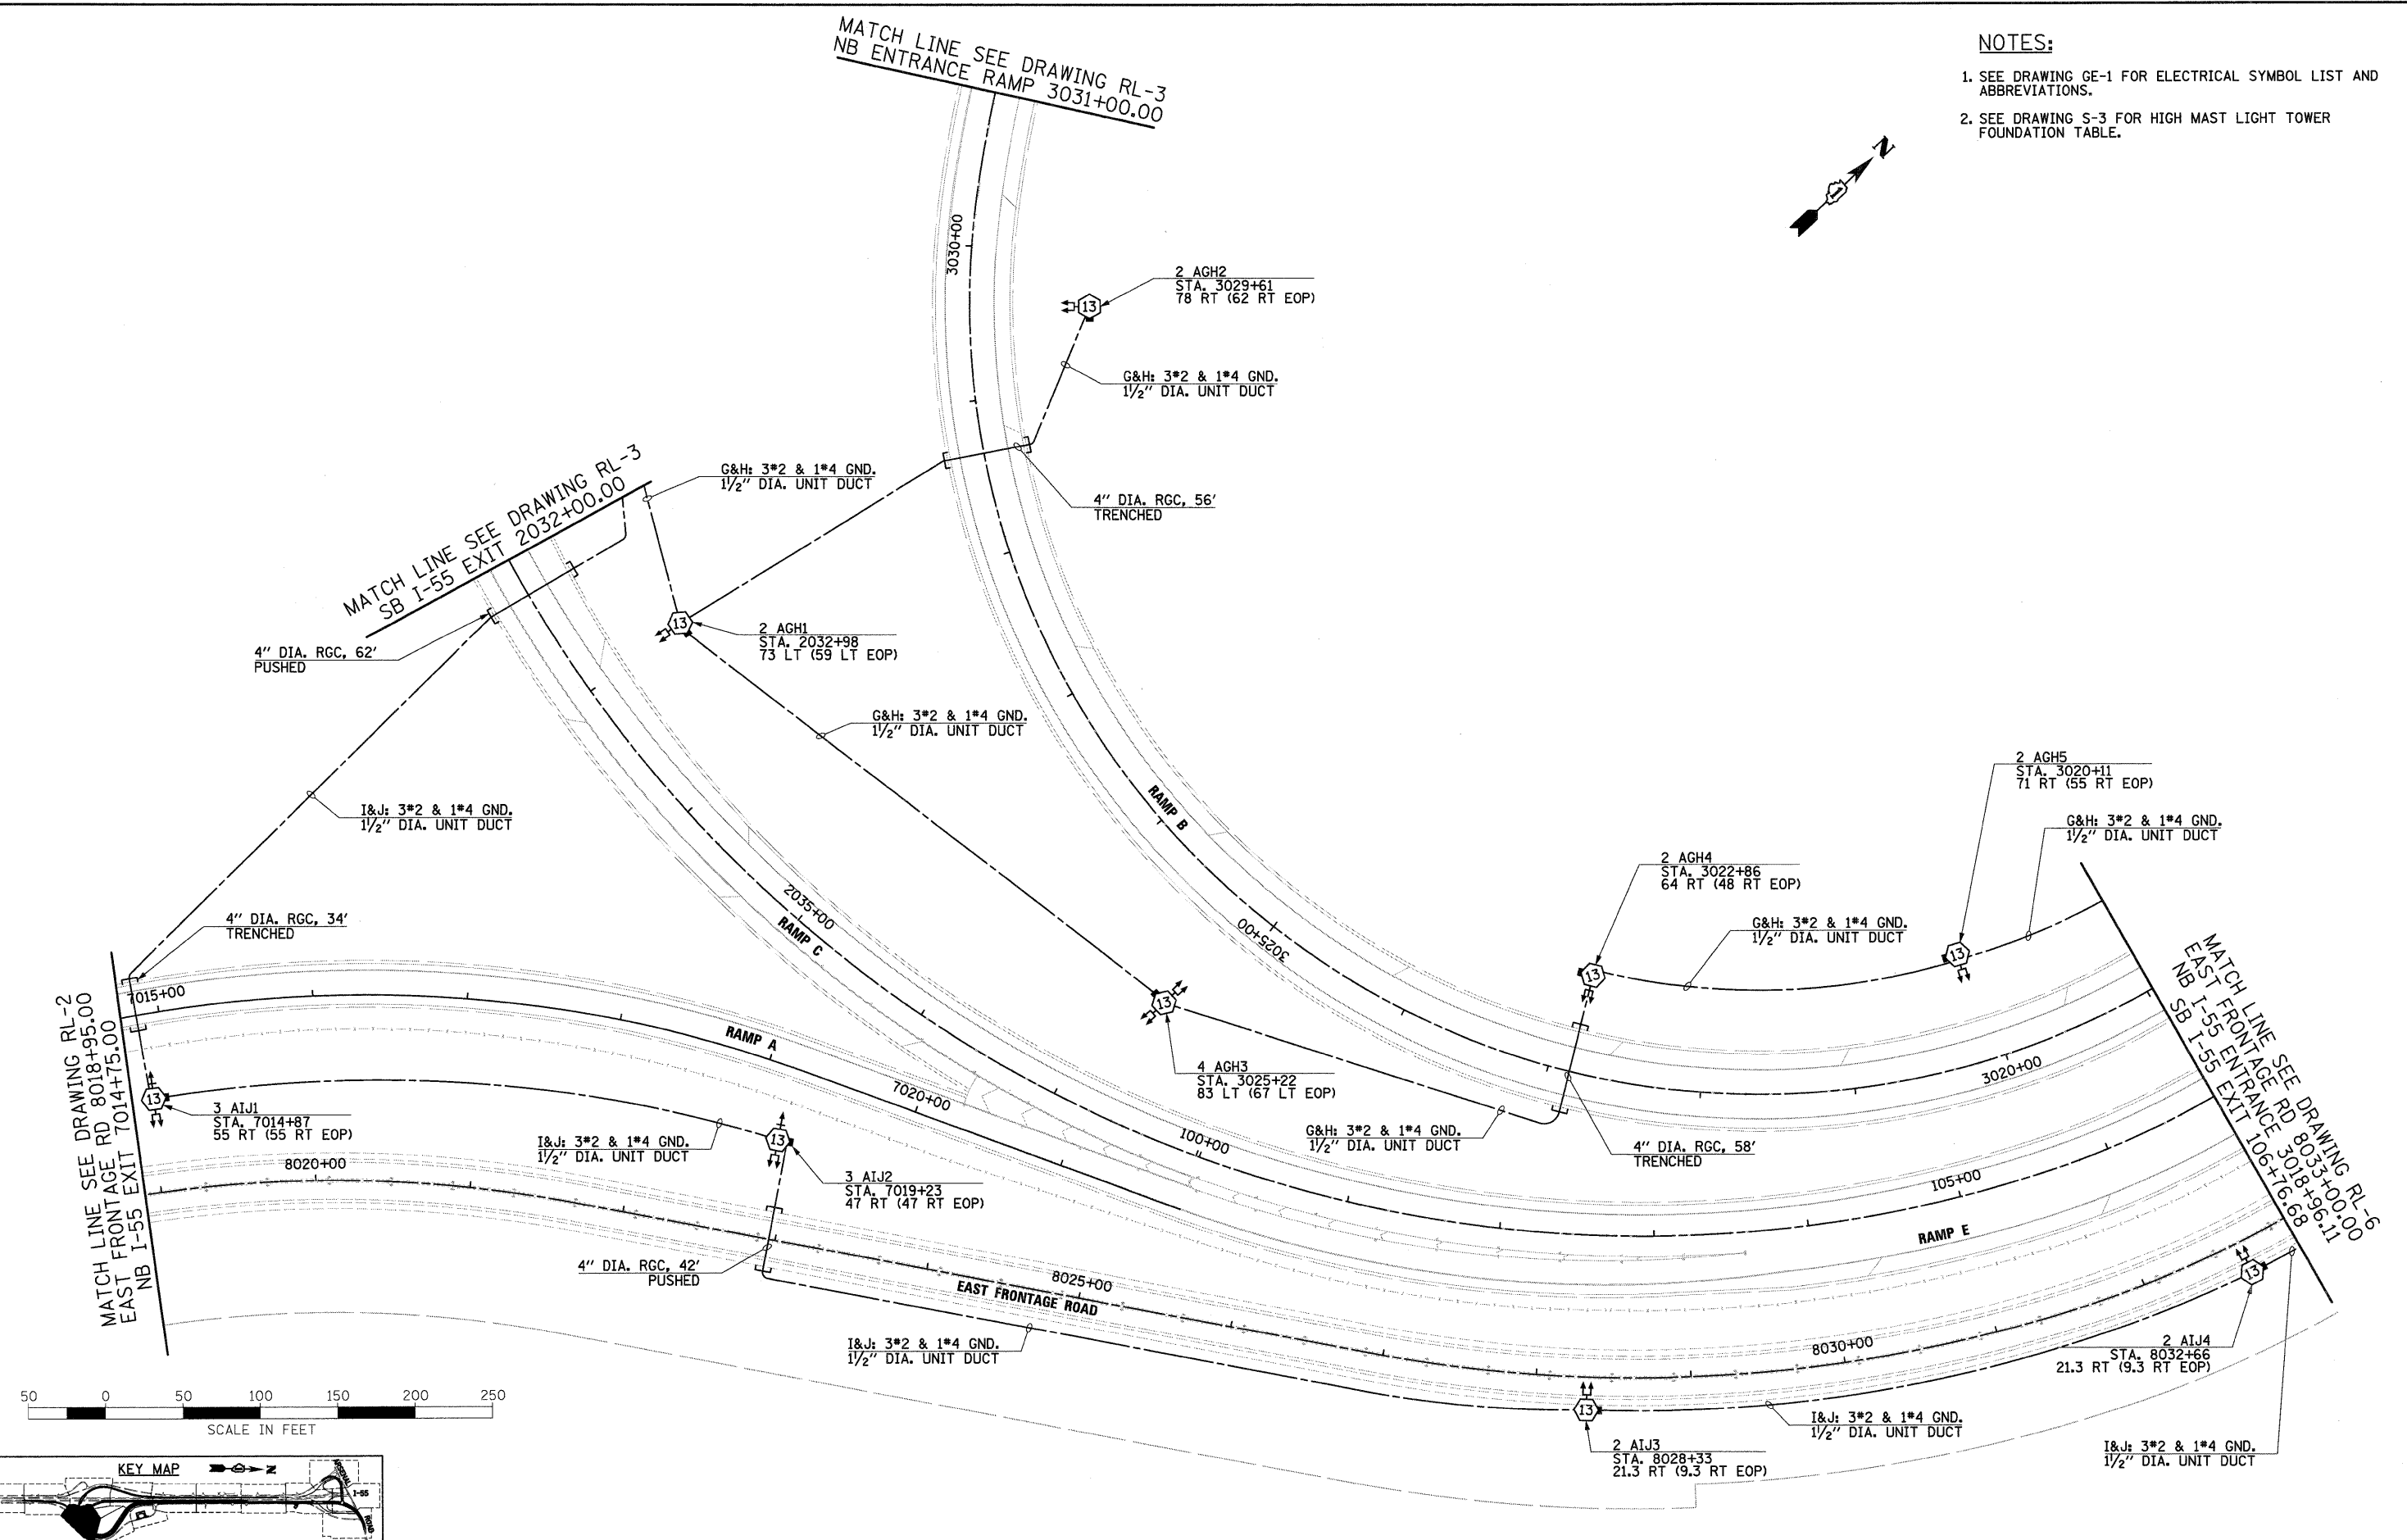 MATCH LINE SEE DRAWING RL-3
NB ENTRANCE RAMP 3031+00.00
NOTES:
1. SEE DRAWING GE-1 FOR ELECTRICAL SYMBOL LIST AND
ABBREVIATIONS.
2. SEE DRAWING S-3 FOR HIGH MAST LIGHT TOWER
FOUNDATION TABLE.
N
1
3030+00
13
2 AGH2
STA. 3029+61
78 RT (62 RT EOP)
G&H: 3#2 & 1#4 GND.
1½" DIA. UNIT DUCT
MATCH LINE SEE DRAWING RL-3
SB I-55 EXIT 2032+00.00
G&H: 3#2 & 1#4 GND.
1½" DIA. UNIT DUCT
4" DIA. RGC, 56'
TRENCHED
4" DIA. RGC, 62'
PUSHED
13
2 AGH1
STA. 2032+98
73 LT (59 LT EOP)
G&H: 3#2 & 1#4 GND.
1½" DIA. UNIT DUCT
I&J: 3#2 & 1#4 GND.
1½" DIA. UNIT DUCT
RAMP B
2 AGH5
STA. 3020+11
71 RT (55 RT EOP)
G&H: 3#2 & 1#4 GND.
1½" DIA. UNIT DUCT
2 AGH4
STA. 3022+86
64 RT (48 RT EOP)
G&H: 3#2 & 1#4 GND.
1½" DIA. UNIT DUCT
2035+00
RAMP C
3025+00
4" DIA. RGC, 34'
TRENCHED
13
13
13
7015+00
MATCH LINE SEE DRAWING RL-2
EAST FRONTAGE RD 8018+95.00
NB I-55 EXIT 7014+75.00
RAMP A
7020+00
4 AGH3
STA. 3025+22
83 LT (67 LT EOP)
3020+00
MATCH LINE SEE DRAWING RL-6
EAST FRONTAGE RD 8033+00.00
NB I-55 ENTRANCE 3018+96.11
SB I-55 EXIT 106+76.68
13
3 AIJ1
STA. 7014+87
55 RT (55 RT EOP)
I&J: 3#2 & 1#4 GND.
1½" DIA. UNIT DUCT
13
G&H: 3#2 & 1#4 GND.
1½" DIA. UNIT DUCT
100+00
4" DIA. RGC, 58'
TRENCHED
8020+00
3 AIJ2
STA. 7019+23
47 RT (47 RT EOP)
105+00
RAMP E
4" DIA. RGC, 42'
PUSHED
8025+00
EAST FRONTAGE ROAD
13
I&J: 3#2 & 1#4 GND.
1½" DIA. UNIT DUCT
8030+00
2 AIJ4
STA. 8032+66
21.3 RT (9.3 RT EOP)
13
50 0 50 100 150 200 250
SCALE IN FEET
I&J: 3#2 & 1#4 GND.
1½" DIA. UNIT DUCT
2 AIJ3
STA. 8028+33
21.3 RT (9.3 RT EOP)
I&J: 3#2 & 1#4 GND.
1½" DIA. UNIT DUCT
KEY MAP
N
ARSENAL
I-55
ROAD